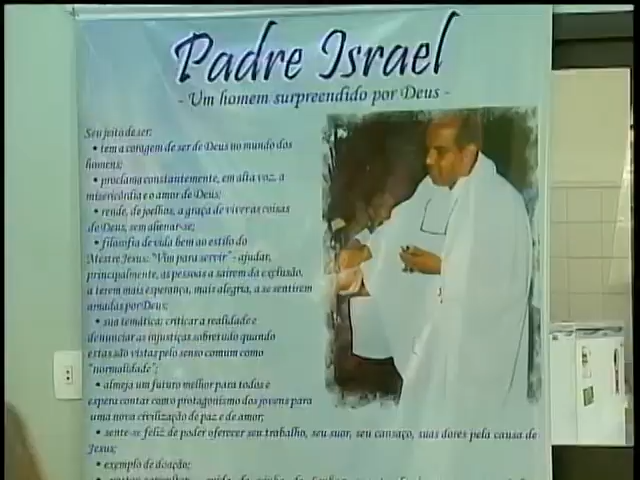 Padre Israel
- Um homem surpreendido por Deus -
Seu jeito de ser:
• tem a coragem de ser de Deus no mundo dos
homens;
• proclama constantemente, em alta voz, a
misericórdia e o amor de Deus;
• rende, de joelhos, a graça de viver as coisas
de Deus, sem alienar-se;
• filosofia de vida bem ao estilo do
Mestre Jesus: "Vim para servir" - ajudar,
principalmente, as pessoas a saírem da exclusão,
a terem mais esperança, mais alegria, a se sentirem
amadas por Deus;
• sua temática: criticar a realidade e
denunciar as injustiças sobretudo quando
estas são vistas pelo senso comum como
"normalidade";
• almeja um futuro melhor para todos e
espera contar como protagonismo dos jovens para
uma nova civilização de paz e de amor;
• sente-se feliz de poder oferecer seu trabalho, seu suor, seu cansaço, suas dores pela causa de
Jesus;
• exemplo de doação;